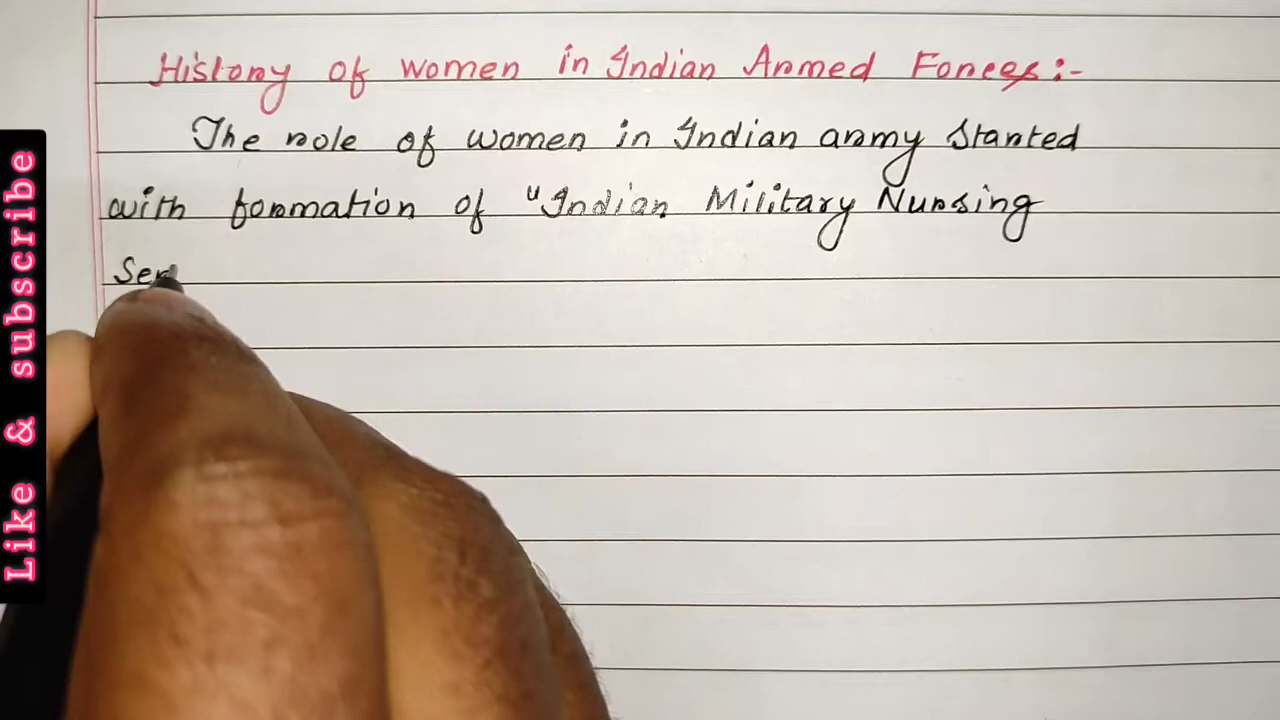 History of women in Indian Armed Forces:-
The role of women in Indian army started
with formation of "Indian Military Nursing
Ser
Like & subscribe